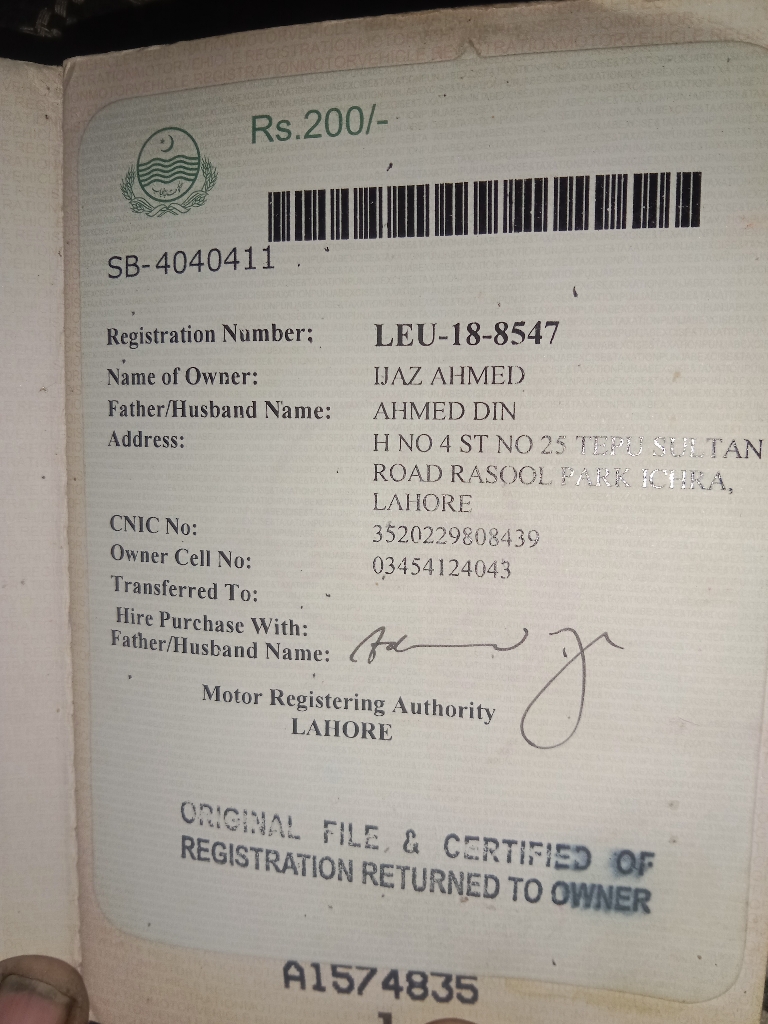 Rs.200/-
SB-4040411
Registration Number: LEU-18-8547
Name of Owner: IJAZ AHMED
Father/Husband Name: AHMED DIN
Address: H NO 4 ST NO 25 TEPU SULTAN
ROAD RASOOL PARK ICHRA,
LAHORE
CNIC No: 3520229808439
Owner Cell No: 03454124043
Transferred To:
Hire Purchase With:
Father/Husband Name:
Motor Registering Authority
LAHORE
ORIGINAL FILE, & CERTIFIED OF
REGISTRATION RETURNED TO OWNER
A1574835